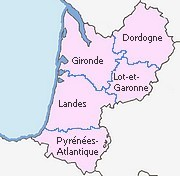 Dordogne
Gironde
Lot-et-
Garonne
Landes
Pyrénées-
Atlantique